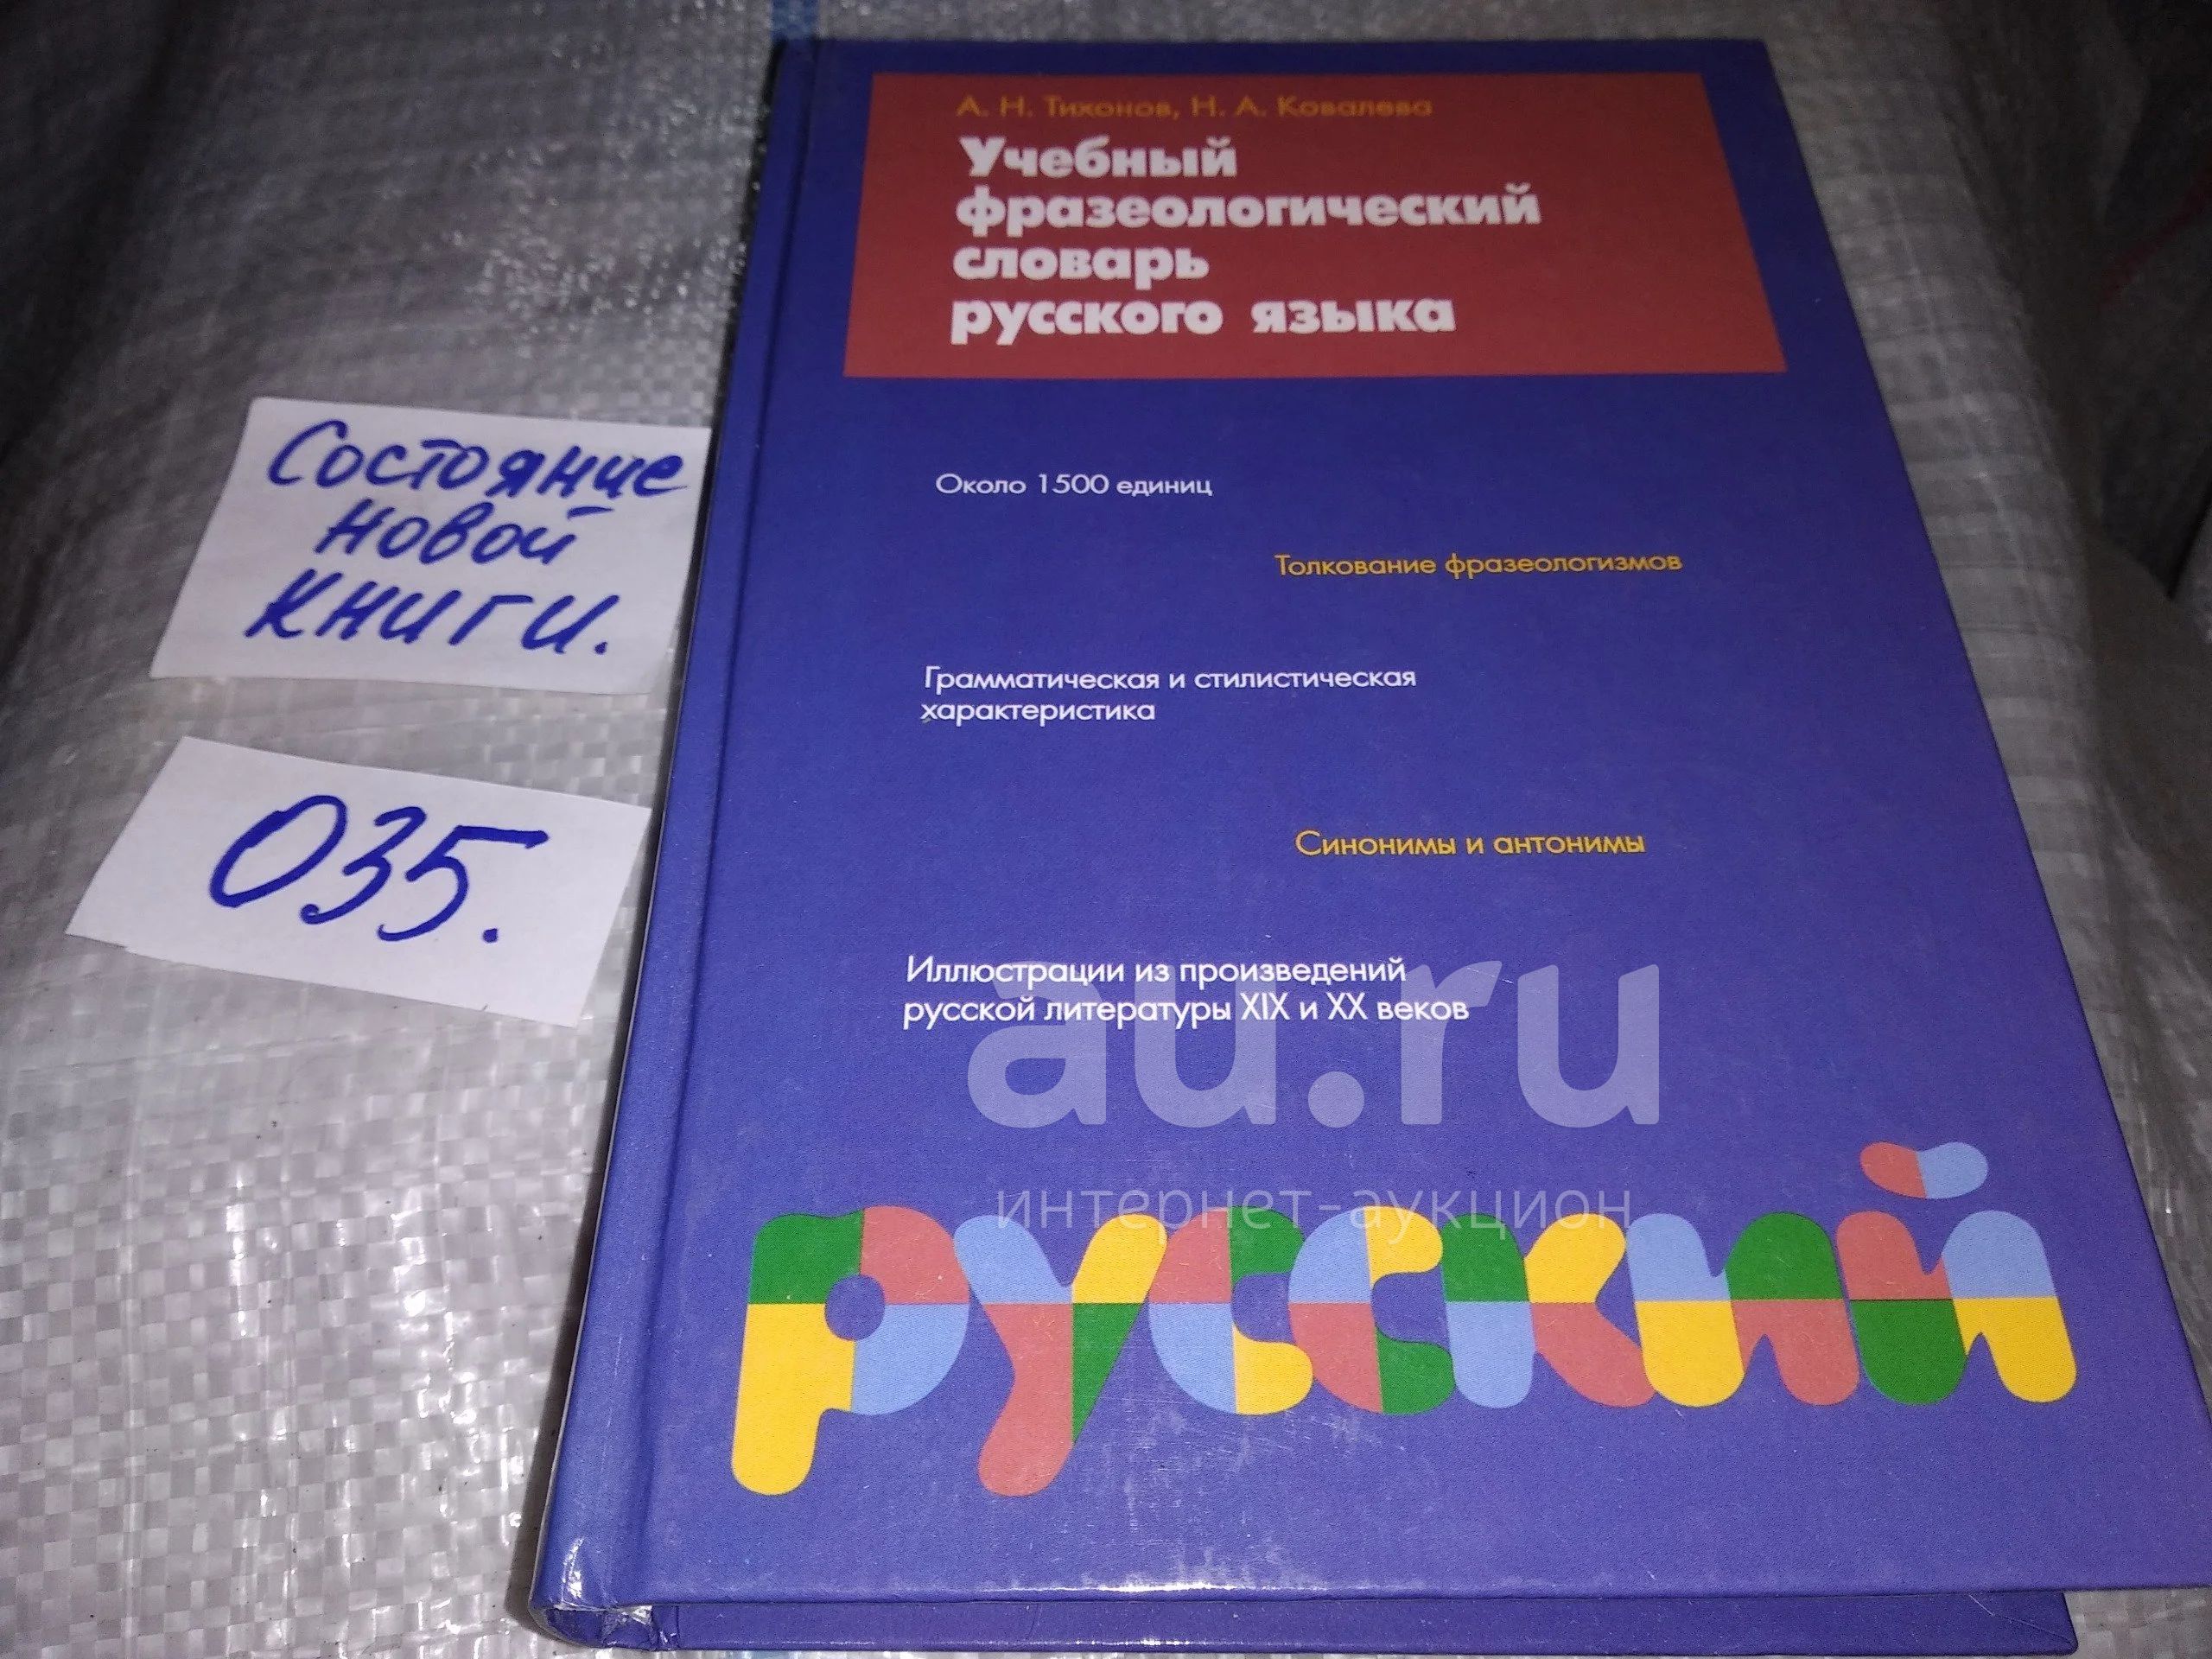 А. Н. Тихонов, Н. А. Ковалева
Учебный
фразеологический
словарь
русского языка
Около 1500 единиц
Толкование фразеологизмов
Грамматическая и стилистическая
характеристика
Синонимы и антонимы
Иллюстрации из произведений
русской литературы XIX и XX веков
русский
Состояние
новой
книги.
035.
au.ru
интернет-аукцион